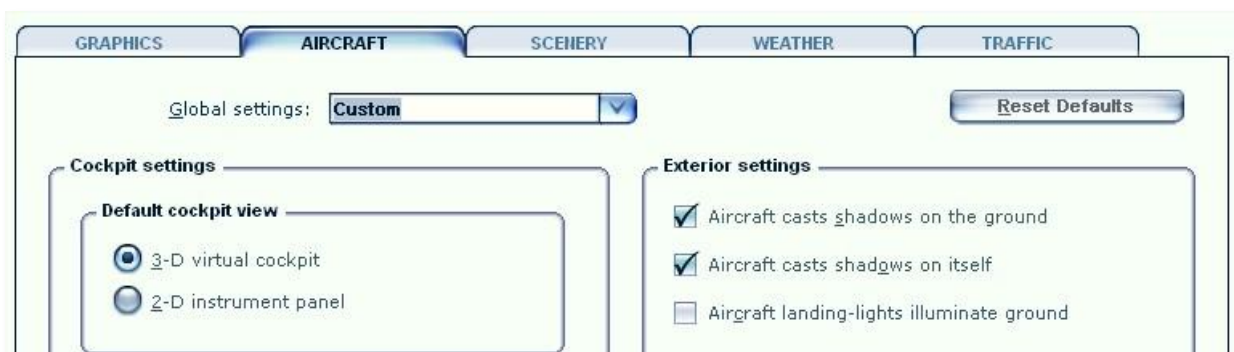 GRAPHICS AIRCRAFT SCENERY WEATHER TRAFFIC
Global settings: Custom Reset Defaults
Cockpit settings
Default cockpit view
3-D virtual cockpit
2-D instrument panel
Exterior settings
Aircraft casts shadows on the ground
Aircraft casts shadows on itself
Aircraft landing-lights illuminate ground